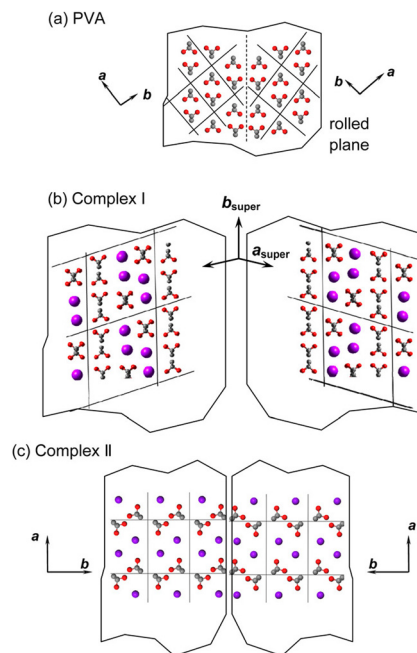 (a) PVA
a
b
b
a
rolled
plane
(b) Complex I
b super
a super
(c) Complex II
a
b
a
b